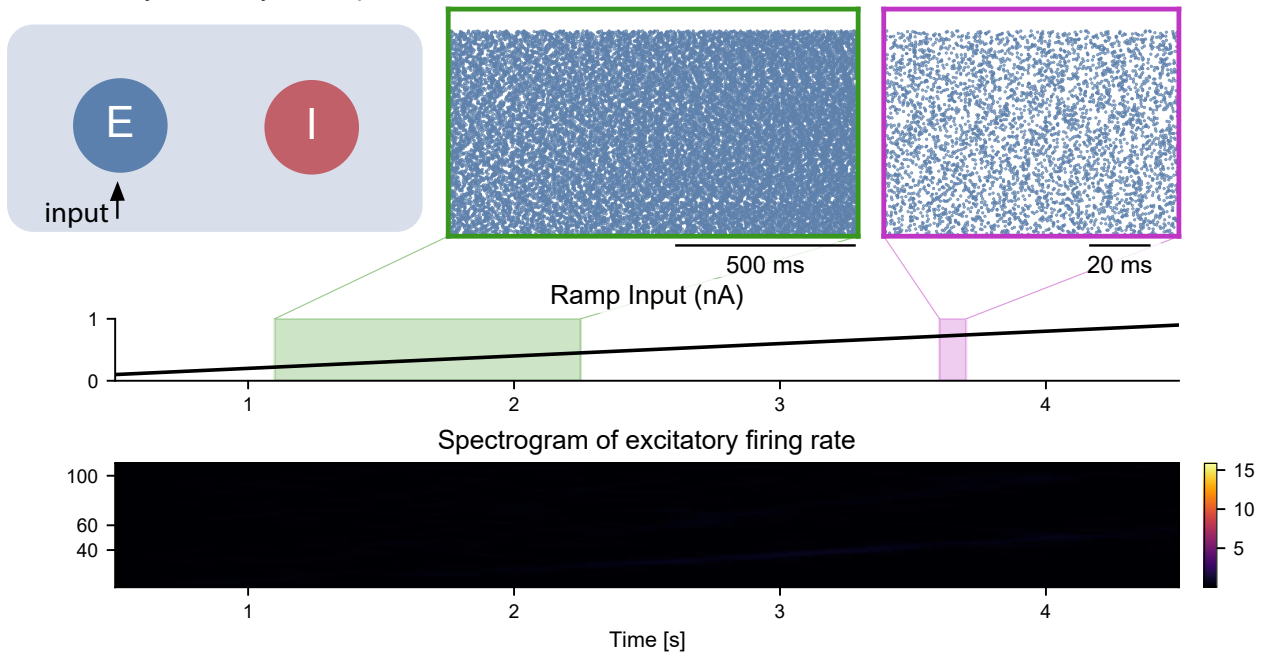 E
I
input
500 ms
20 ms
Ramp Input (nA)
1
0
1
2
3
4
Spectrogram of excitatory firing rate
100
60
40
15
10
5
1
2
3
4
Time [s]